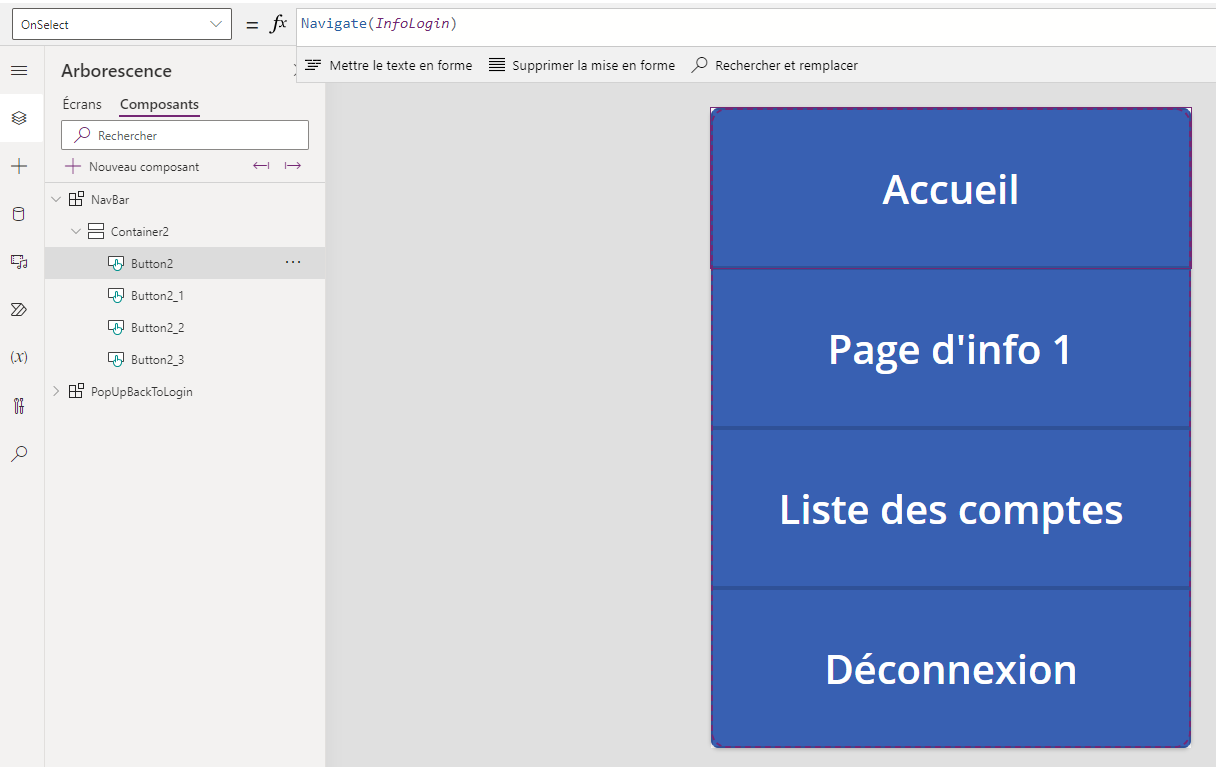 OnSelect
= fx Navigate(InfoLogin)
Mettre le texte en forme Supprimer la mise en forme Rechercher et remplacer
Arborescence
Écrans Composants
Rechercher
Nouveau composant
NavBar
Container2
Button2 ...
Button2_1
Button2_2
Button2_3
PopUpBackToLogin
(x)
Accueil
Page d'info 1
Liste des comptes
Déconnexion